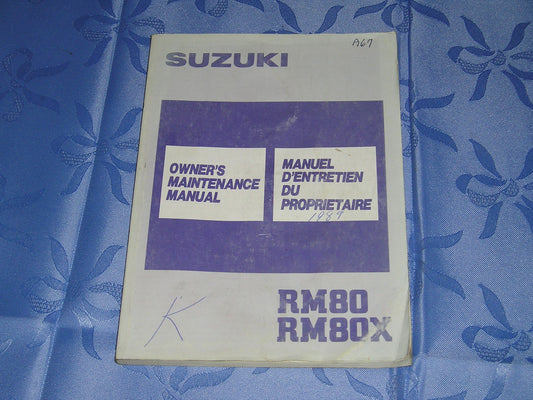 A67
SUZUKI
OWNER'S
MAINTENANCE
MANUAL
MANUEL
D'ENTRETIEN
DU
PROPRIETAIRE
1989
RM80
RM80X
K